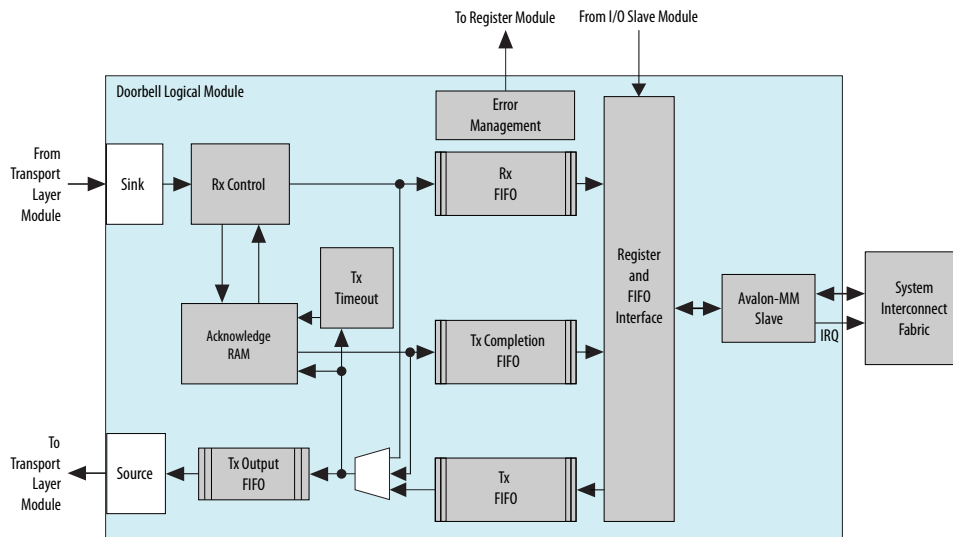 To Register Module
From I/O Slave Module
Doorbell Logical Module
Error
Management
From
Transport
Layer
Module
Sink
Rx Control
Rx
FIFO
Tx
Timeout
Register
and
FIFO
Interface
Avalon-MM
Slave
IRQ
System
Interconnect
Fabric
Acknowledge
RAM
Tx Completion
FIFO
To
Transport
Layer
Module
Source
Tx Output
FIFO
Tx
FIFO